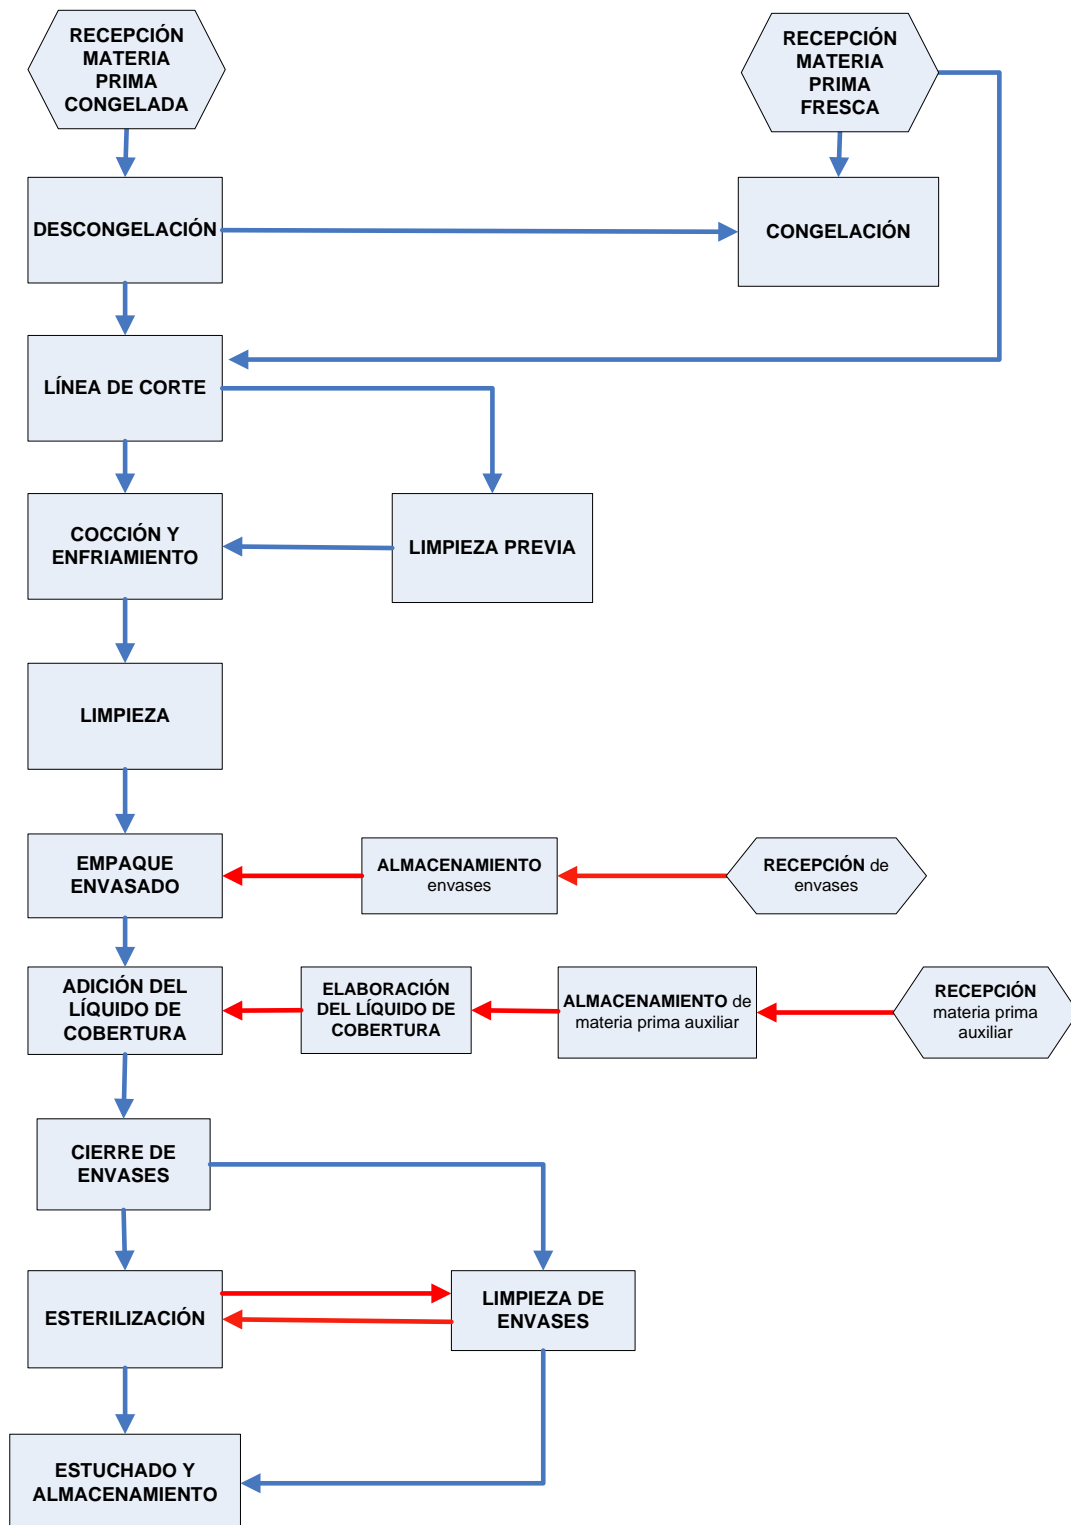 RECEPCIÓN
MATERIA
PRIMA
CONGELADA
RECEPCIÓN
MATERIA
PRIMA
FRESCA
DESCONGELACIÓN
CONGELACIÓN
LÍNEA DE CORTE
COCCIÓN Y
ENFRIAMIENTO
LIMPIEZA PREVIA
LIMPIEZA
EMPAQUE
ENVASADO
ALMACENAMIENTO
envases
RECEPCIÓN de
envases
ADICIÓN DEL
LÍQUIDO DE
COBERTURA
ELABORACIÓN
DEL LÍQUIDO DE
COBERTURA
ALMACENAMIENTO de
materia prima auxiliar
RECEPCIÓN
materia prima
auxiliar
CIERRE DE
ENVASES
ESTERILIZACIÓN
LIMPIEZA DE
ENVASES
ESTUCHADO Y
ALMACENAMIENTO